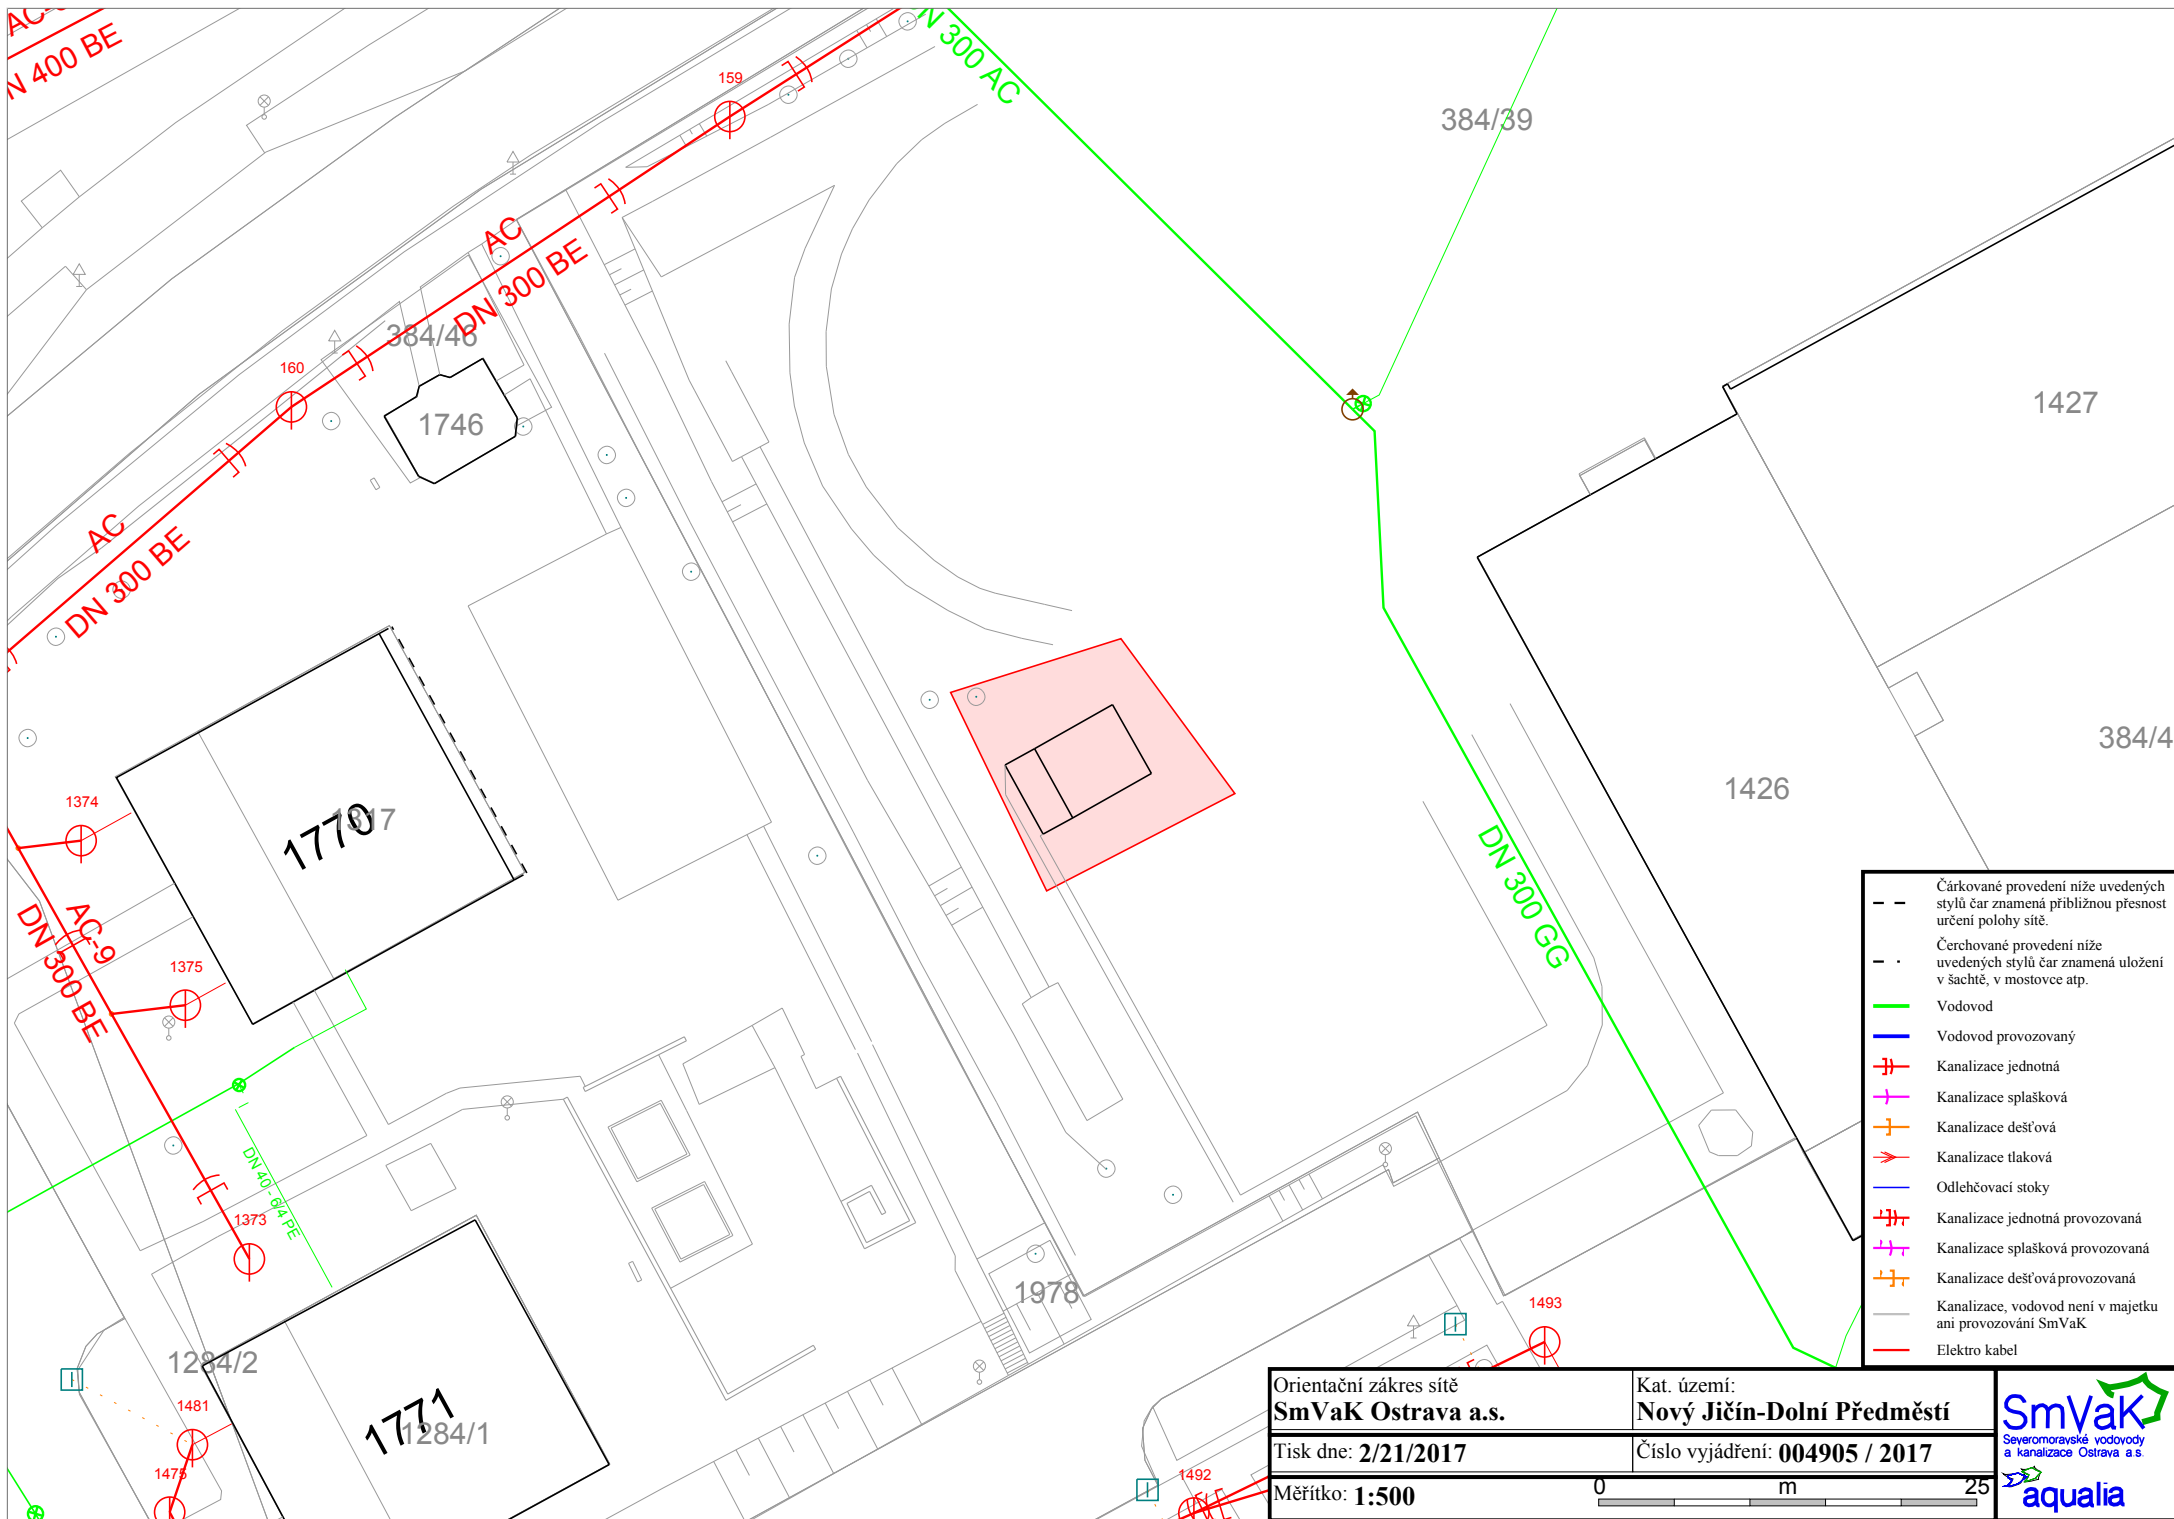 AC-
N 400 BE
N 300 AC
159
384/39
AC
DN 300 BE
384/46
160
1746
1427
AC
DN 300 BE
384/4
1426
1374
1770
1317
DN 300 GG
AC-9
DN 300 BE
1375
DN 40 - 6/4 PE
1373
1978
1493
1284/2
1481
1771
1284/1
1475
1492
Čárkované provedení níže uvedených
stylů čar znamená přibližnou přesnost
určení polohy sítě.
Čerchované provedení níže
uvedených stylů čar znamená uložení
v šachtě, v mostovce atp.
Vodovod
Vodovod provozovaný
Kanalizace jednotná
Kanalizace splašková
Kanalizace dešťová
Kanalizace tlaková
Odlehčovací stoky
Kanalizace jednotná provozovaná
Kanalizace splašková provozovaná
Kanalizace dešťová provozovaná
Kanalizace, vodovod není v majetku
ani provozování SmVaK
Elektro kabel
Orientační zákres sítě
SmVaK Ostrava a.s.
Kat. území:
Nový Jičín-Dolní Předměstí
Tisk dne: 2/21/2017
Číslo vyjádření: 004905 / 2017
Měřítko: 1:500
0 m 25
SmVaK
Severomoravské vodovody
a kanalizace Ostrava a.s.
aqualia